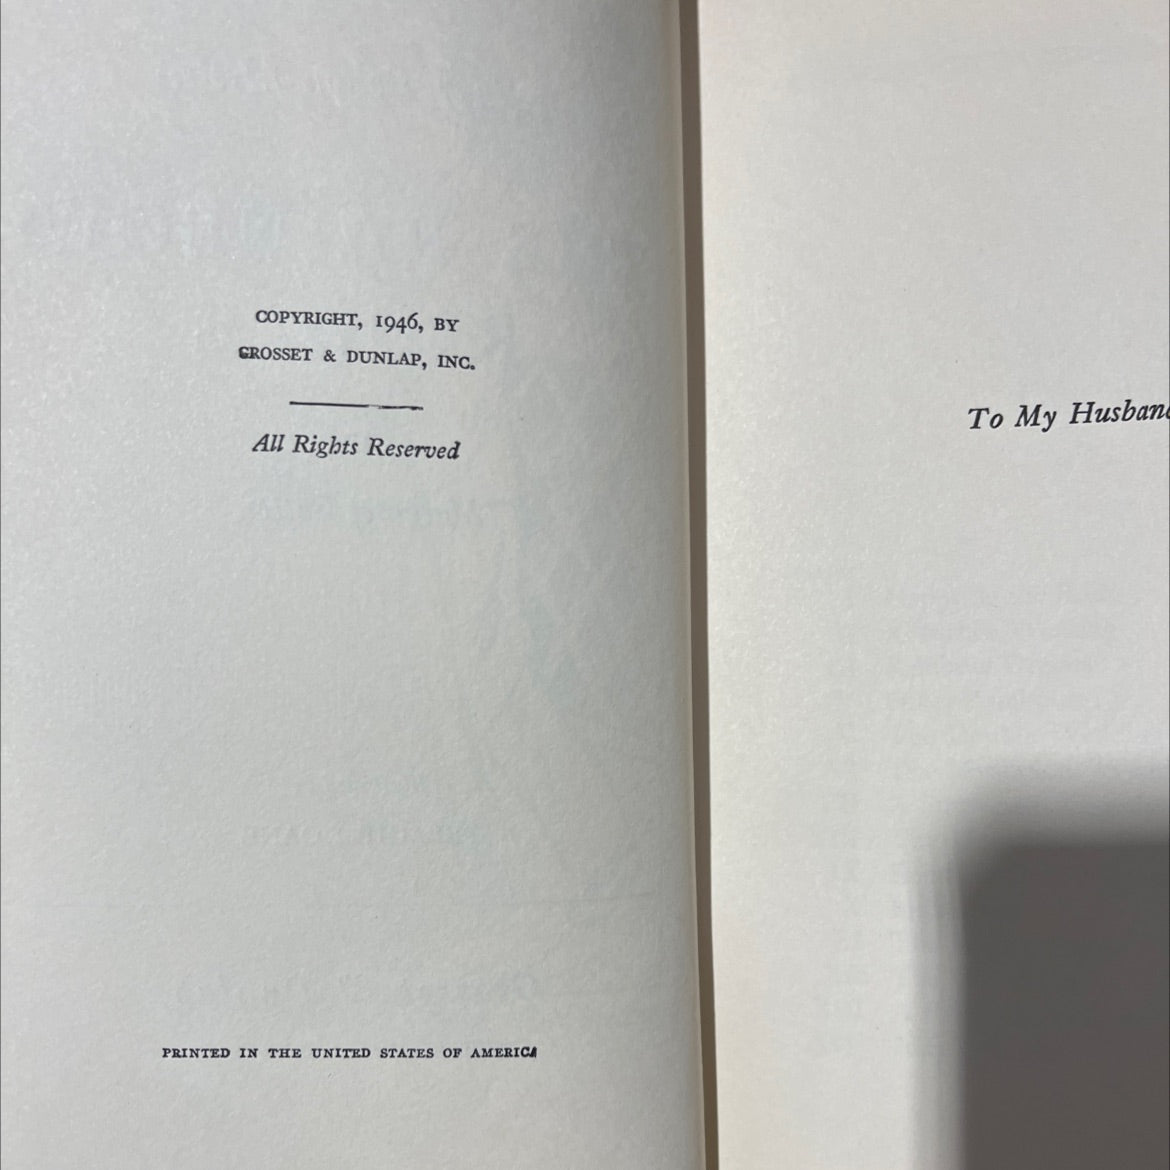 COPYRIGHT, 1946, BY
GROSSET & DUNLAP, INC.
All Rights Reserved
PRINTED IN THE UNITED STATES OF AMERICA
To My Husband